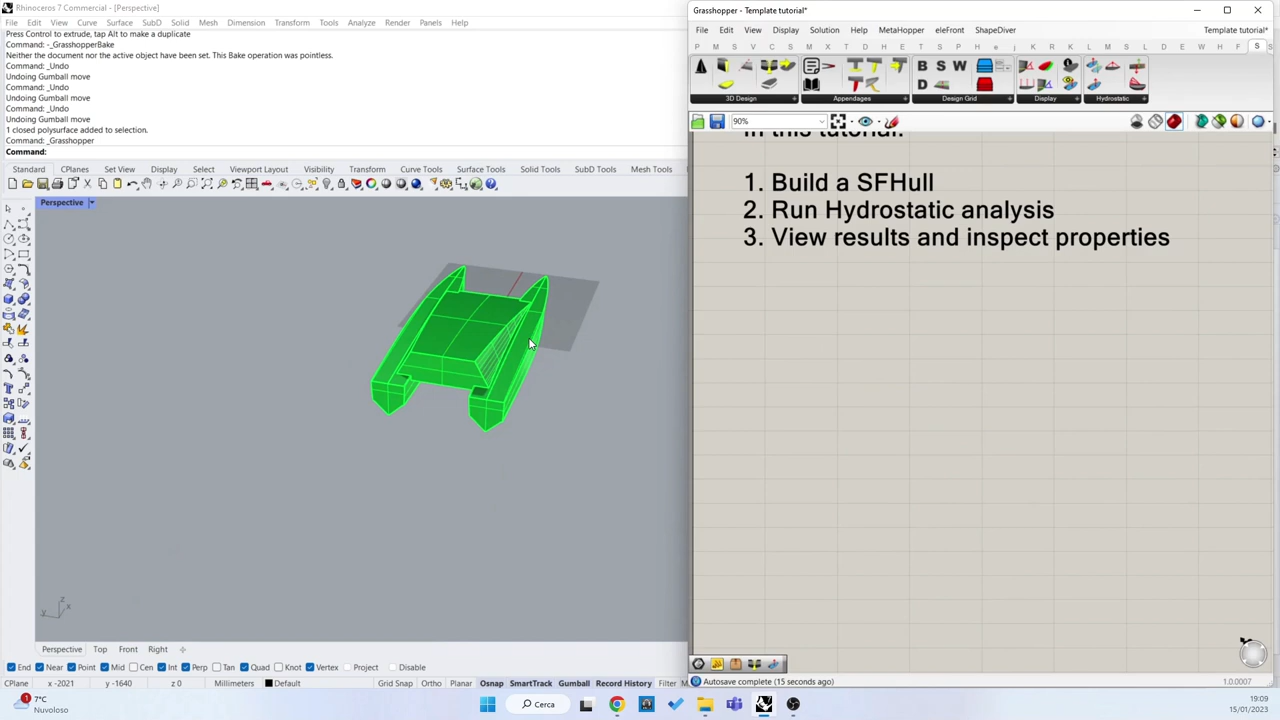 Rhinoceros 7 Commercial - [Perspective]
File Edit View Curve Surface SubD Solid Mesh Dimension Transform Tools Analyze Render Panels Help
Press Control to extrude, tap Alt to make a duplicate
Command: -_GrasshopperBake
Neither the document nor the active object have been set. This Bake operation was pointless.
Command: _Undo
Undoing Gumball move
Command: _Undo
Undoing Gumball move
Command: _Undo
Undoing Gumball move
1 closed polysurface added to selection.
Command: _Grasshopper
Command:
Standard CPlanes Set View Display Select Viewport Layout Visibility Transform Curve Tools Surface Tools Solid Tools SubD Tools Mesh Tools
Perspective
z
y x
Perspective Top Front Right
End Near Point Mid Cen Int Perp Tan Quad Knot Vertex Project Disabled
CPlane x -2021 y -1640 z 0 Millimeters Default Grid Snap Ortho Planar Osnap SmartTrack Gumball Record History Filter
Grasshopper - Template tutorial*
File Edit View Display Solution Help MetaHopper eleFront ShapeDiver Template tutorial*
3D Design Appendages Design Grid Display Hydrostatic
90%
In this tutorial:
1. Build a SFHull
2. Run Hydrostatic analysis
3. View results and inspect properties
Autosave complete (15 seconds ago) 1.0.0007
1 7°C
Nuvoloso
Cerca
19:09
15/01/2023